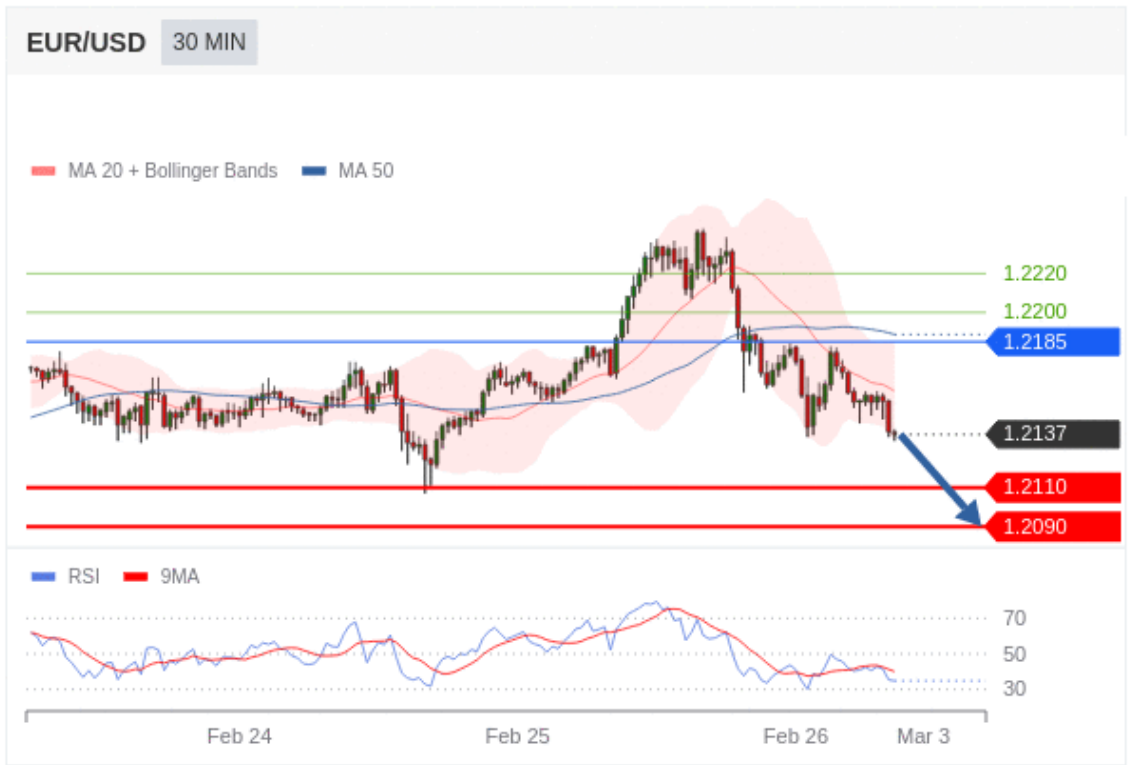 EUR/USD 30 MIN
MA 20 + Bollinger Bands MA 50
1.2220
1.2200
1.2185
1.2137
1.2110
1.2090
RSI 9MA
70
50
30
Feb 24 Feb 25 Feb 26 Mar 3